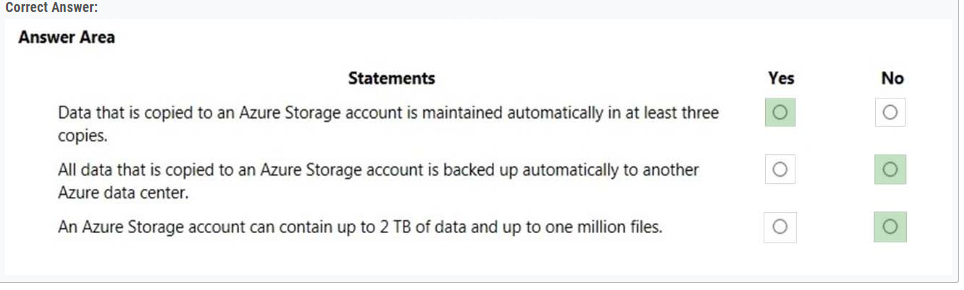 Correct Answer:
Answer Area
Statements Yes No
Data that is copied to an Azure Storage account is maintained automatically in at least three
copies.
All data that is copied to an Azure Storage account is backed up automatically to another
Azure data center.
An Azure Storage account can contain up to 2 TB of data and up to one million files.